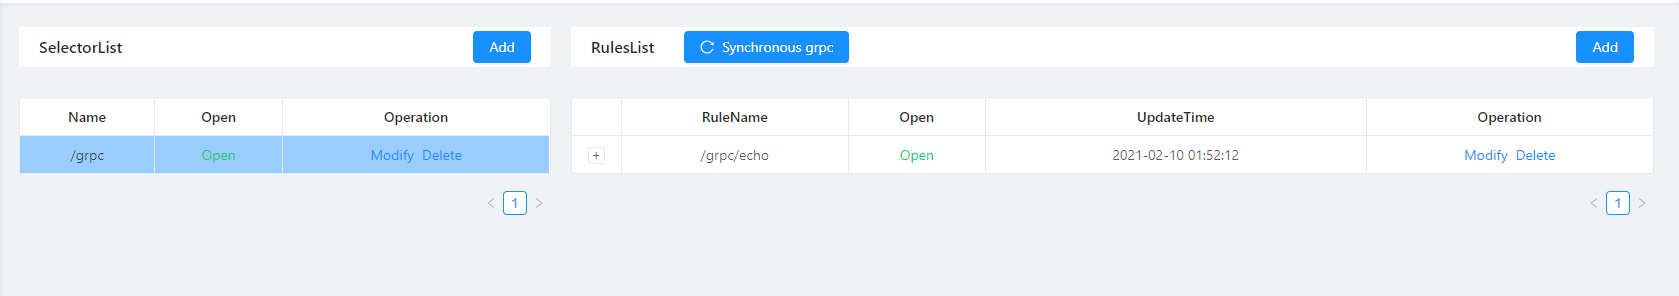 SelectorList Add
Name Open Operation
/grpc Open Modify Delete
< 1 >
RulesList Synchronous grpc Add
RuleName Open UpdateTime Operation
+ /grpc/echo Open 2021-02-10 01:52:12 Modify Delete
< 1 >